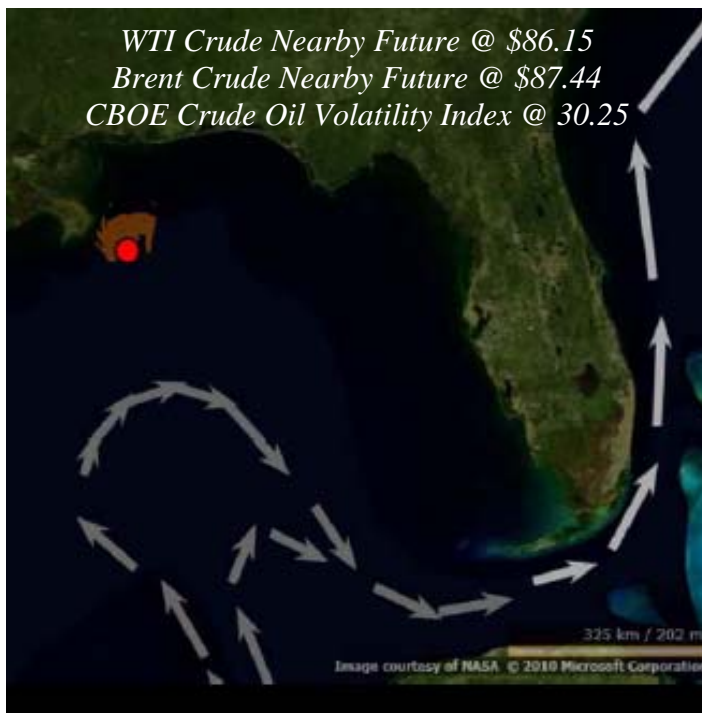 WTI Crude Nearby Future @ $86.15
Brent Crude Nearby Future @ $87.44
CBOE Crude Oil Volatility Index @ 30.25
325 km / 202 m
Image courtesy of NASA © 2010 Microsoft Corporation